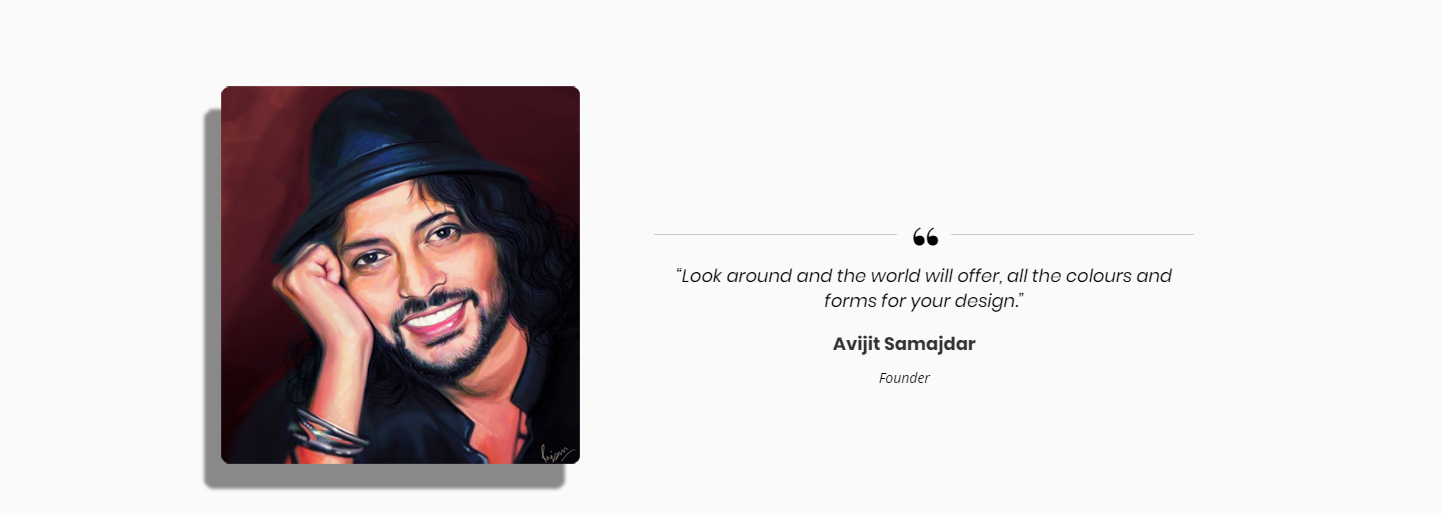 “Look around and the world will offer, all the colours and
forms for your design.”
Avijit Samajdar
Founder